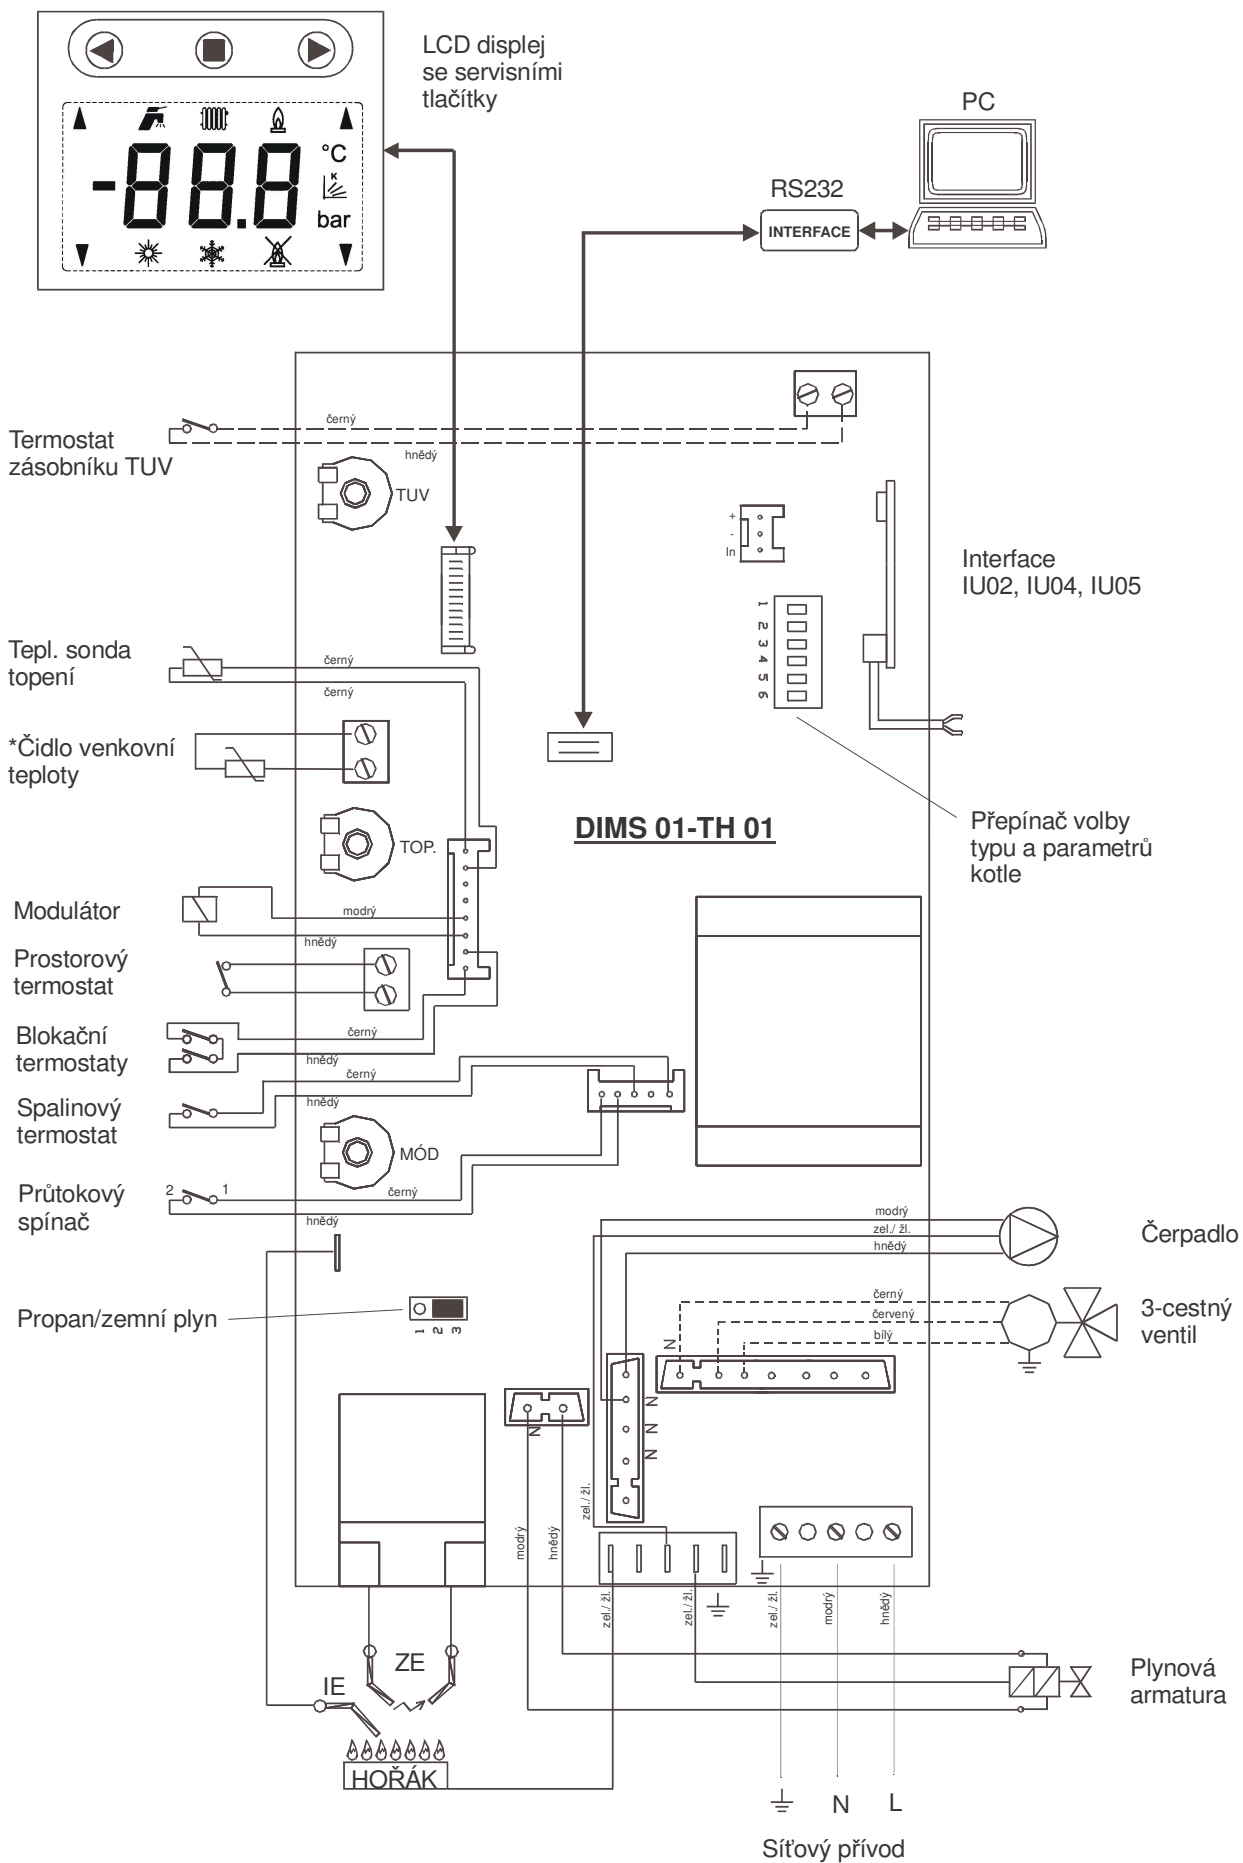 LCD displej
se servisními
tlačítky
-88.8
°C
K
bar
PC
RS232
INTERFACE
černý
Termostat
zásobníku TUV
hnědý
TUV
+
-
In
Interface
IU02, IU04, IU05
1
2
3
4
5
6
Tepl. sonda
topení
černý
černý
*Čidlo venkovní
teploty
DIMS 01-TH 01
TOP.
Přepínač volby
typu a parametrů
kotle
Modulátor
modrý
hnědý
Prostorový
termostat
Blokační
termostaty
černý
hnědý
černý
Spalinový
termostat
hnědý
MÓD
Průtokový
spínač
2
1
černý
hnědý
modrý
zel./ žl.
hnědý
Čerpadlo
Propan/zemní plyn
1
2
3
černý
červený
bílý
3-cestný
ventil
N
N
N
N
N
zel./ žl.
modrý
hnědý
zel./ žl.
zel./ žl.
zel./ žl.
modrý
hnědý
ZE
IE
HOŘÁK
Plynová
armatura
N
L
Síťový přívod